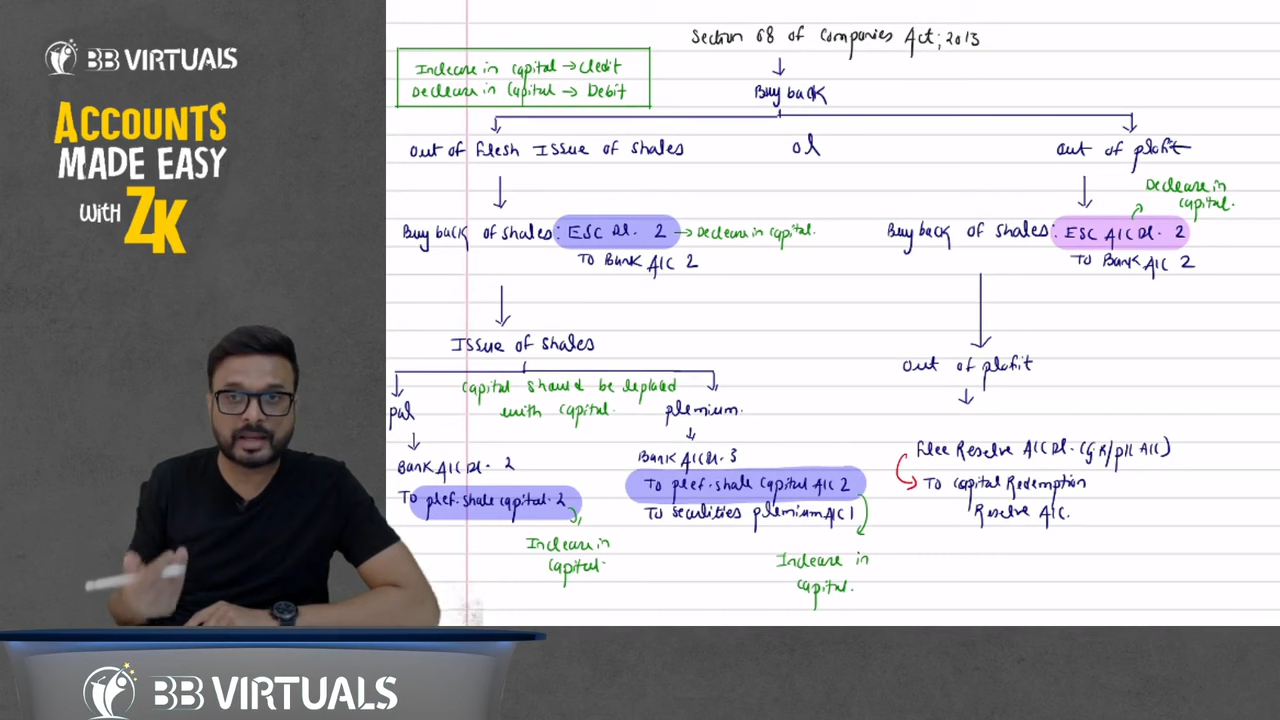 BB VIRTUALS
ACCOUNTS
MADE EASY
WITH ZK
Section 68 of Companies Act, 2013
Increase in capital → Credit
Decrease in capital → Debit
Buy back
Out of fresh Issue of shares
or
Out of profit
Decrease in
capital.
Buy back of shares: ESC Dr. 2 → Decrease in capital.
To Bank A/C 2
Buy back of shares: ESC A/C Dr. 2
To Bank A/C 2
Issue of shares
Out of profit
capital should be replaced
with capital.
par
premium.
Bank A/C Dr. 2
To pref. share capital. 2
Increase in
capital.
Bank A/C Dr. 3
To pref. share capital A/C 2
To securities premium A/C 1
Increase in
capital.
Free Reserve A/C Dr. (G.R/P/L A/C)
To capital Redemption
Reserve A/C.
BB VIRTUALS